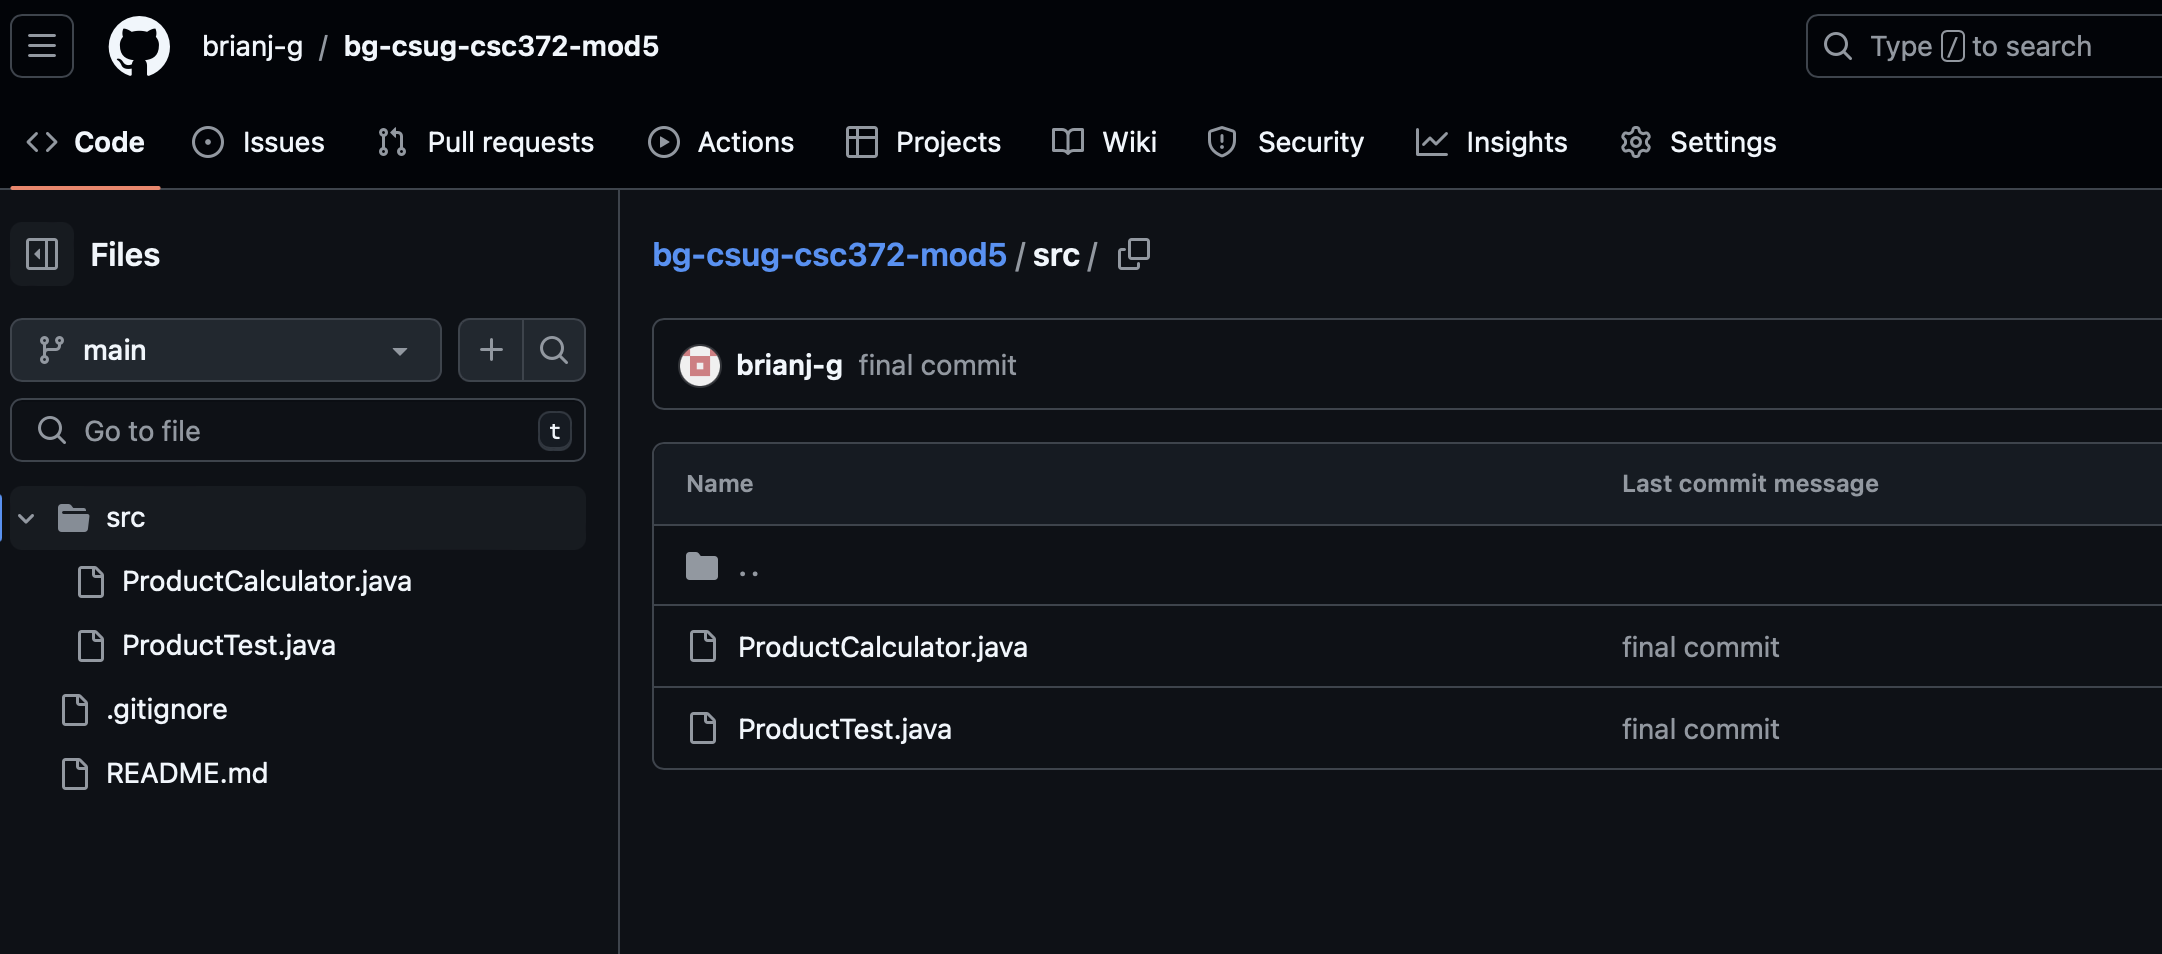 brianj-g / bg-csug-csc372-mod5
Type / to search
Code Issues Pull requests Actions Projects Wiki Security Insights Settings
Files
main
Go to file t
src
ProductCalculator.java
ProductTest.java
.gitignore
README.md
bg-csug-csc372-mod5 / src /
brianj-g final commit
Name Last commit message
..
ProductCalculator.java final commit
ProductTest.java final commit